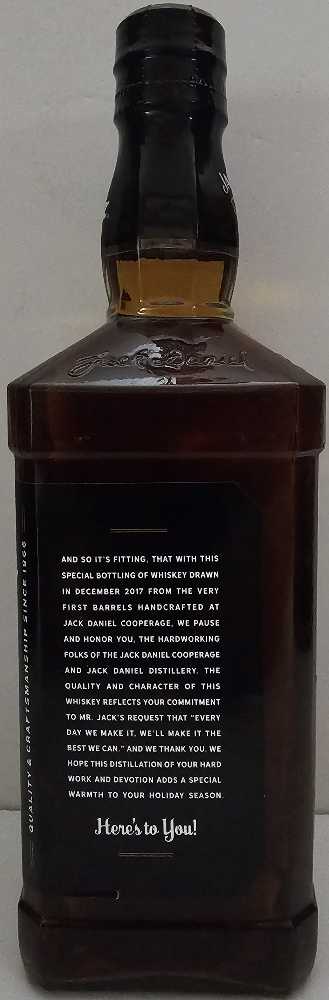 Jack Daniel
AND SO IT'S FITTING, THAT WITH THIS
SPECIAL BOTTLING OF WHISKEY DRAWN
IN DECEMBER 2017 FROM THE VERY
FIRST BARRELS HANDCRAFTED AT
JACK DANIEL COOPERAGE, WE PAUSE
AND HONOR YOU, THE HARDWORKING
FOLKS OF THE JACK DANIEL COOPERAGE
AND JACK DANIEL DISTILLERY. THE
QUALITY AND CHARACTER OF THIS
WHISKEY REFLECTS YOUR COMMITMENT
TO MR. JACK'S REQUEST THAT "EVERY
DAY WE MAKE IT, WE'LL MAKE IT THE
BEST WE CAN." AND WE THANK YOU. WE
HOPE THIS DISTILLATION OF YOUR HARD
WORK AND DEVOTION ADDS A SPECIAL
WARMTH TO YOUR HOLIDAY SEASON.
Here's to You!
QUALITY & CRAFTSMANSHIP SINCE 1866